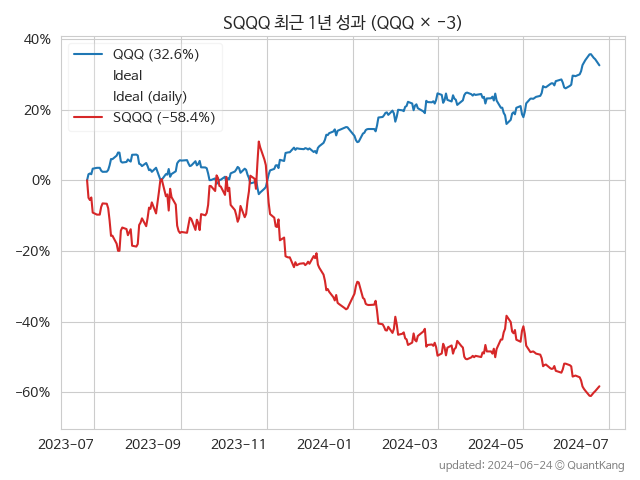 SQQQ 최근 1년 성과 (QQQ × −3)
QQQ (32.6%)
Ideal
Ideal (daily)
SQQQ (−58.4%)
40%
20%
0%
−20%
−40%
−60%
2023-07
2023-09
2023-11
2024-01
2024-03
2024-05
2024-07
updated: 2024-06-24 © QuantKang